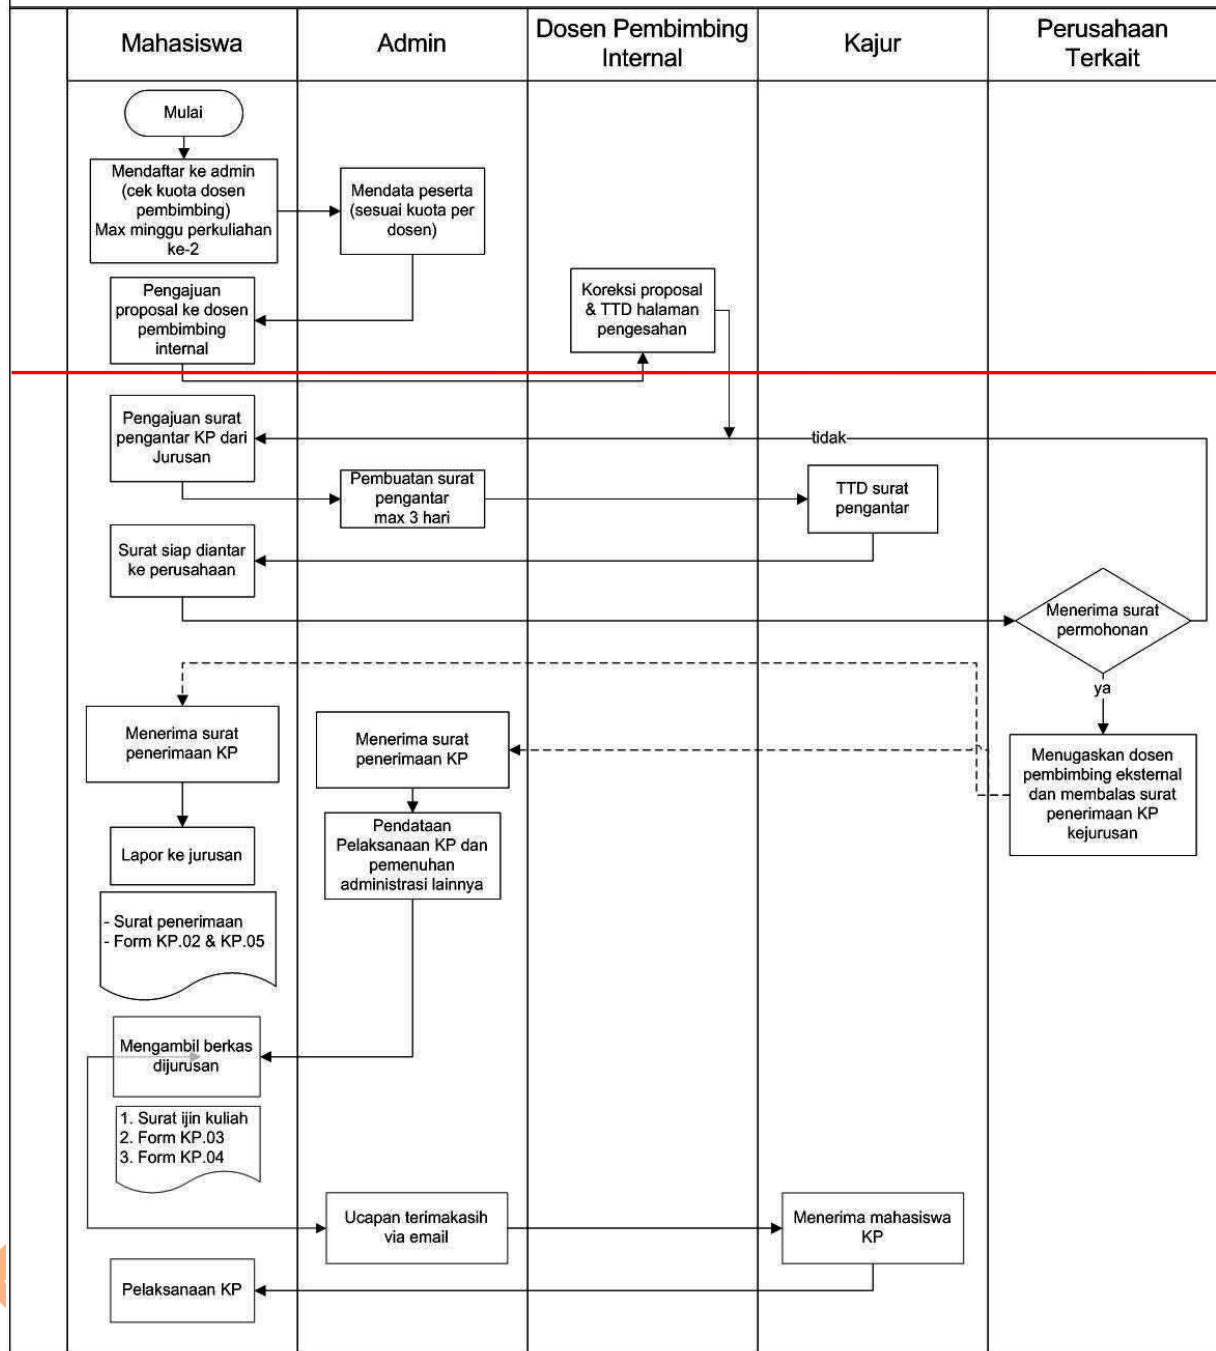 Mahasiswa
Admin
Dosen Pembimbing
Internal
Kajur
Perusahaan
Terkait
Mulai
Mendaftar ke admin
(cek kuota dosen
pembimbing)
Max minggu perkuliahan
ke-2
Mendata peserta
(sesuai kuota per
dosen)
Pengajuan
proposal ke dosen
pembimbing
internal
Koreksi proposal
& TTD halaman
pengesahan
Pengajuan surat
pengantar KP dari
Jurusan
tidak
Pembuatan surat
pengantar
max 3 hari
TTD surat
pengantar
Surat siap diantar
ke perusahaan
Menerima surat
permohonan
ya
Menerima surat
penerimaan KP
Menerima surat
penerimaan KP
Menugaskan dosen
pembimbing eksternal
dan membalas surat
penerimaan KP
kejurusan
Lapor ke jurusan
Pendataan
Pelaksanaan KP dan
pemenuhan
administrasi lainnya
- Surat penerimaan
- Form KP.02 & KP.05
Mengambil berkas
dijurusan
1. Surat ijin kuliah
2. Form KP.03
3. Form KP.04
Ucapan terimakasih
via email
Menerima mahasiswa
KP
Pelaksanaan KP